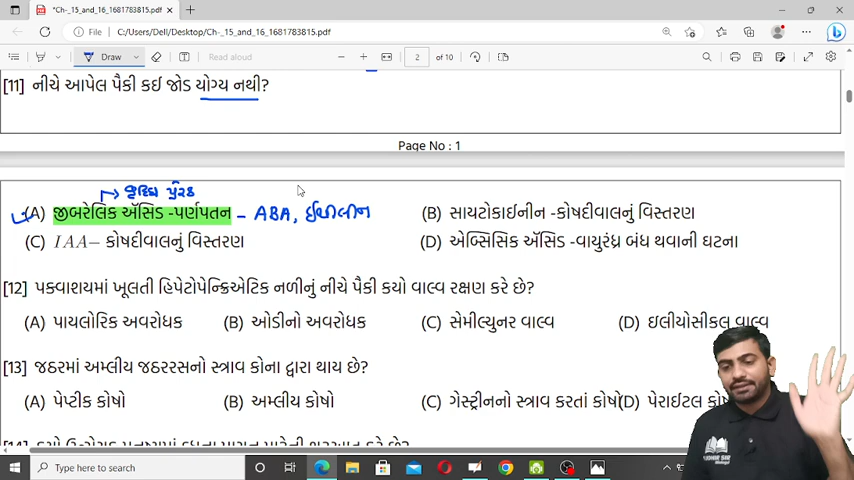 *Ch-_15_and_16_1681783815.pdf
File
C:/Users/Dell/Desktop/Ch-_15_and_16_1681783815.pdf
Draw
Read aloud
2
of 10
[11] નીચે આપેલ પૈકી કઈ જોડ યોગ્ય નથી?
Page No : 1
વૃદ્ધિ પ્રેરક
(A) જીબરેલિક ઍસિડ -પર્ણપતન - ABA, ઈથીલીન
(B) સાયટોકાઈનીન -કોષદીવાલનું વિસ્તરણ
(C) IAA– કોષદીવાલનું વિસ્તરણ
(D) એબ્સિસિક ઍસિડ -વાયુરંધ્ર બંધ થવાની ઘટના
[12] પક્વાશયમાં ખૂલતી હિપેટોપેન્ક્રિએટિક નળીનું નીચે પૈકી કયો વાલ્વ રક્ષણ કરે છે?
(A) પાયલોરિક અવરોધક
(B) ઓડીનો અવરોધક
(C) સેમીલ્યુનર વાલ્વ
(D) ઇલીયોસીકલ વાલ્વ
[13] જઠરમાં અમ્લીય જઠરરસનો સ્ત્રાવ કોના દ્વારા થાય છે?
(A) પેપ્ટીક કોષો
(B) અમ્લીય કોષો
(C) ગેસ્ટ્રીનનો સ્ત્રાવ કરતાં કોષો
(D) પેરાઈટલ
SUDHIR SIR
Type here to search